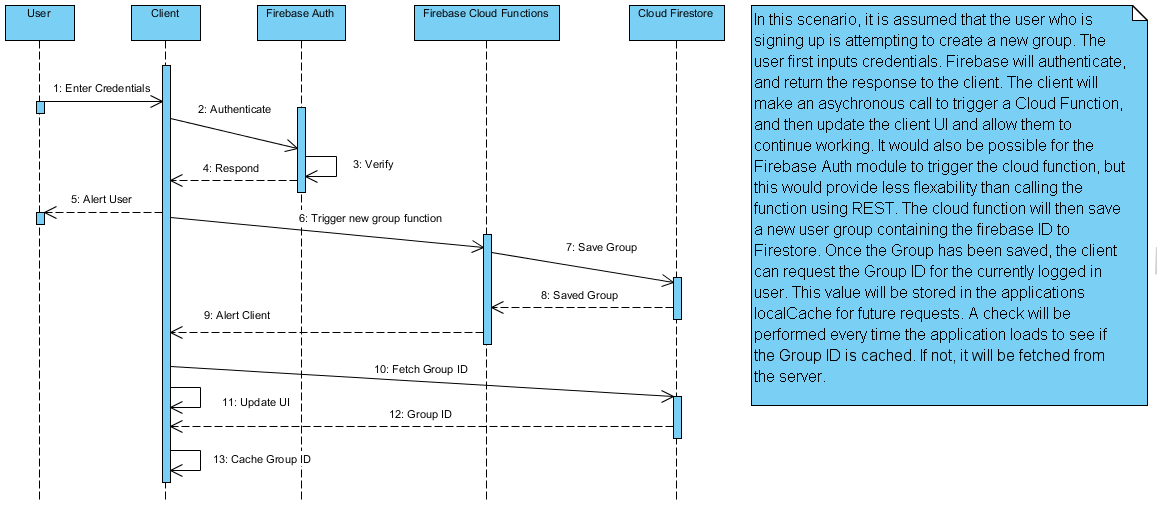 User
Client
Firebase Auth
Firebase Cloud Functions
Cloud Firestore
1: Enter Credentials
2: Authenticate
3: Verify
4: Respond
5: Alert User
6: Trigger new group function
7: Save Group
8: Saved Group
9: Alert Client
10: Fetch Group ID
11: Update UI
12: Group ID
13: Cache Group ID
In this scenario, it is assumed that the user who is
signing up is attempting to create a new group. The
user first inputs credentials. Firebase will authenticate,
and return the response to the client. The client will
make an asychronous call to trigger a Cloud Function,
and then update the client UI and allow them to
continue working. It would also be possible for the
Firebase Auth module to trigger the cloud function, but
this would provide less flexability than calling the
function using REST. The cloud function will then save
a new user group containing the firebase ID to
Firestore. Once the Group has been saved, the client
can request the Group ID for the currently logged in
user. This value will be stored in the applications
localCache for future requests. A check will be
performed every time the application loads to see if
the Group ID is cached. If not, it will be fetched from
the server.